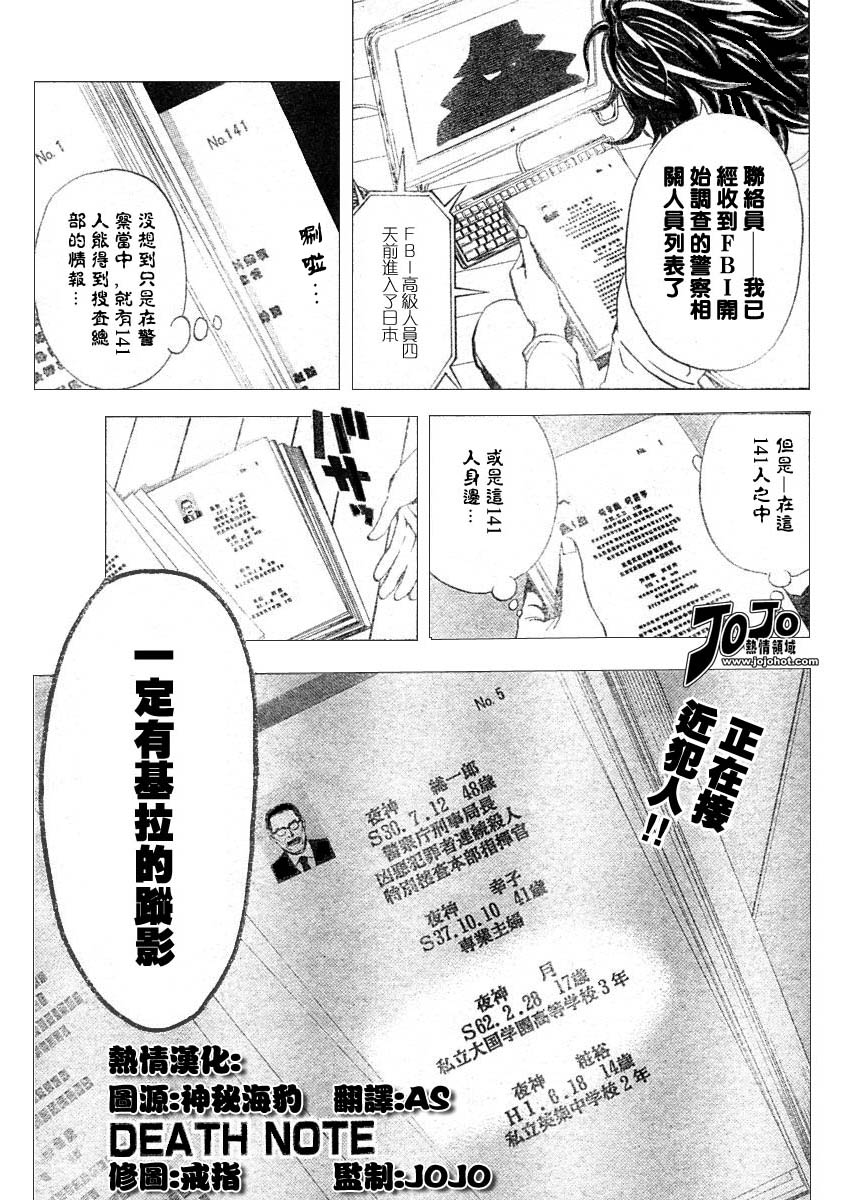 聯絡員—我已
經收到FBI開
始調查的警察相
關人員列表了
FBI高級人員四
天前進入了日本
No.1
No.141
唰啦…
沒想到只是在警
察當中，就有141
人能得到搜查總
部的情報…
但是—在這
141人之中
或是這141
人身邊…
No. 1
JOJO
熱情領域
www.jojohot.com
正在接
近犯人!!
一定有基拉的蹤影
No.5
夜神 総一郎
S30.7.12 48歳
警察庁刑事局長
凶悪犯罪者連続殺人
特別捜査本部指揮官
夜神 幸子
S37.10.10 41歳
専業主婦
夜神 月
S62.2.28 17歳
私立大国学園高等学校3年
夜神 粧裕
H1.6.18 14歳
私立英第中学校2年
熱情漢化:
圖源:神秘海豹 翻譯:AS
DEATH NOTE
修圖:戒指 監制:JOJO